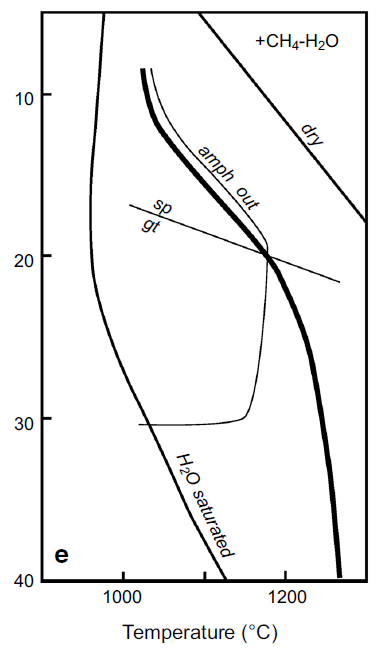 +CH₄-H₂O
10
dry
amph out
sp
gt
20
30
H₂O saturated
e
40
1000
1200
Temperature (°C)